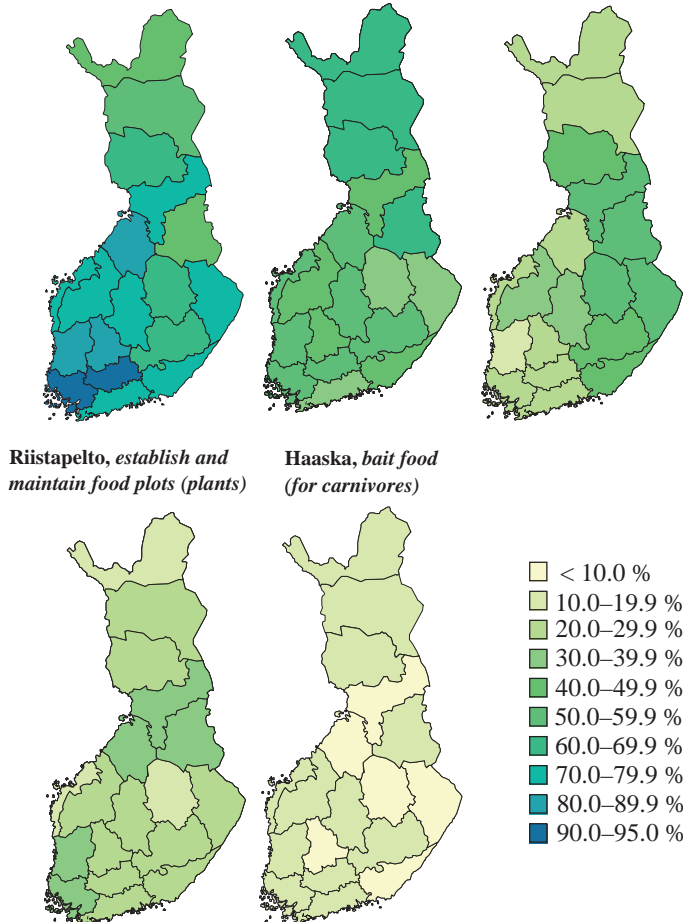 Riistapelto, establish and
maintain food plots (plants)
Haaska, bait food
(for carnivores)
< 10.0 %
10.0–19.9 %
20.0–29.9 %
30.0–39.9 %
40.0–49.9 %
50.0–59.9 %
60.0–69.9 %
70.0–79.9 %
80.0–89.9 %
90.0–95.0 %